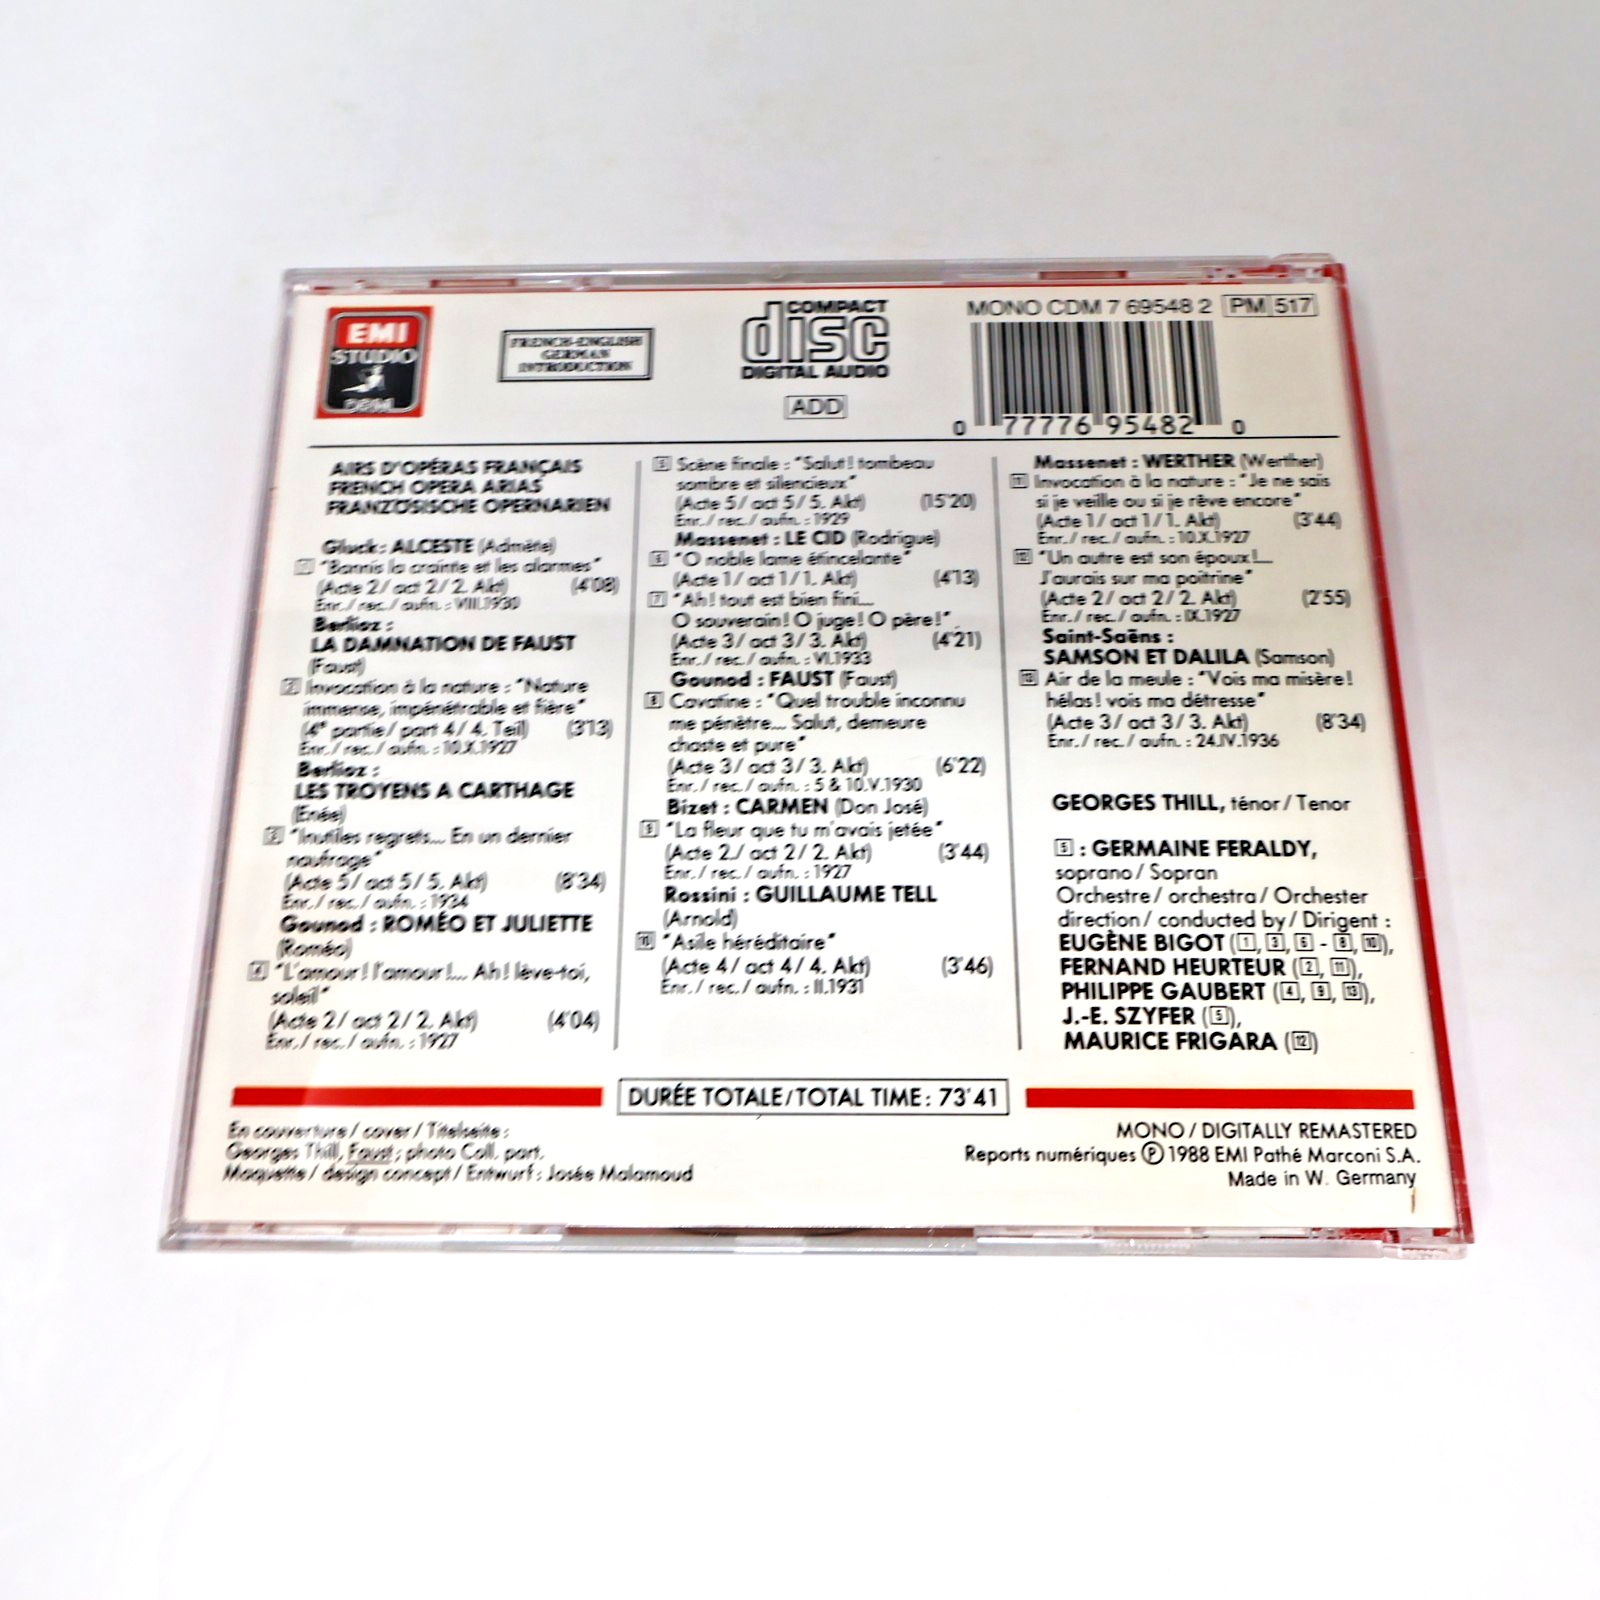 EMI
STUDIO
FRENCH-ENGLISH
GERMAN
INTRODUCTION
COMPACT
disc
DIGITAL AUDIO
ADD
MONO CDM 7 69548 2 PM 517
0 77776 95482 0
AIRS D'OPÉRAS FRANÇAIS
FRENCH OPERA ARIAS
FRANZÖSISCHE OPERNARIEN
Gluck : ALCESTE (Admète)
1 "Bannis la crainte et les alarmes"
(Acte 2 / act 2 / 2. Akt) (4'08)
Enr. / rec. / aufn. : VIII.1930
Berlioz :
LA DAMNATION DE FAUST
(Faust)
2 Invocation à la nature : "Nature
immense, impénétrable et fière"
(4e partie / part 4 / 4. Teil) (3'13)
Enr. / rec. / aufn. : 10.X.1927
Berlioz :
LES TROYENS A CARTHAGE
(Enée)
3 "Inutiles regrets... En un dernier
naufrage"
(Acte 5 / act 5 / 5. Akt) (8'34)
Enr. / rec. / aufn. : 1934
Gounod : ROMÉO ET JULIETTE
(Roméo)
4 "L'amour ! l'amour !... Ah ! lève-toi,
soleil"
(Acte 2 / act 2 / 2. Akt) (4'04)
Enr. / rec. / aufn. : 1927
5 Scène finale : "Salut ! tombeau
sombre et silencieux"
(Acte 5 / act 5 / 5. Akt) (15'20)
Enr. / rec. / aufn. : 1929
Massenet : LE CID (Rodrigue)
6 "O noble lame étincelante"
(Acte 1 / act 1 / 1. Akt) (4'13)
7 "Ah ! tout est bien fini...
O souverain ! O juge ! O père !"
(Acte 3 / act 3 / 3. Akt) (4'21)
Enr. / rec. / aufn. : VI.1933
Gounod : FAUST (Faust)
8 Cavatine : "Quel trouble inconnu
me pénètre... Salut, demeure
chaste et pure"
(Acte 3 / act 3 / 3. Akt) (6'22)
Enr. / rec. / aufn. : 5 & 10.V.1930
Bizet : CARMEN (Don José)
9 "La fleur que tu m'avais jetée"
(Acte 2./ act 2 / 2. Akt) (3'44)
Enr. / rec. / aufn. : 1927
Rossini : GUILLAUME TELL
(Arnold)
10 "Asile héréditaire"
(Acte 4 / act 4 / 4. Akt) (3'46)
Enr. / rec. / aufn. : II.1931
Massenet : WERTHER (Werther)
11 Invocation à la nature : "Je ne sais
si je veille ou si je rêve encore"
(Acte 1 / act 1 / 1. Akt) (3'44)
Enr. / rec. / aufn. : 10.X.1927
12 "Un autre est son époux !...
J'aurais sur ma poitrine"
(Acte 2 / act 2 / 2. Akt) (2'55)
Enr. / rec. / aufn. : IX.1927
Saint-Saëns :
SAMSON ET DALILA (Samson)
13 Air de la meule : "Vois ma misère !
hélas ! vois ma détresse"
(Acte 3 / act 3 / 3. Akt) (8'34)
Enr. / rec. / aufn. : 24.IV.1936
GEORGES THILL, ténor / Tenor
5 : GERMAINE FERALDY,
soprano / Sopran
Orchestre / orchestra / Orchester
direction / conducted by / Dirigent :
EUGÈNE BIGOT (1, 3, 6 - 8, 10),
FERNAND HEURTEUR (2, 11),
PHILIPPE GAUBERT (4, 9, 13),
J.-E. SZYFER (5),
MAURICE FRIGARA (12)
DURÉE TOTALE / TOTAL TIME : 73'41
En couverture / cover / Titelseite :
Georges Thill, Faust ; photo Coll. part.
Maquette / design concept / Entwurf : Josée Malamoud
MONO / DIGITALLY REMASTERED
Reports numériques Ⓟ 1988 EMI Pathé Marconi S.A.
Made in W. Germany